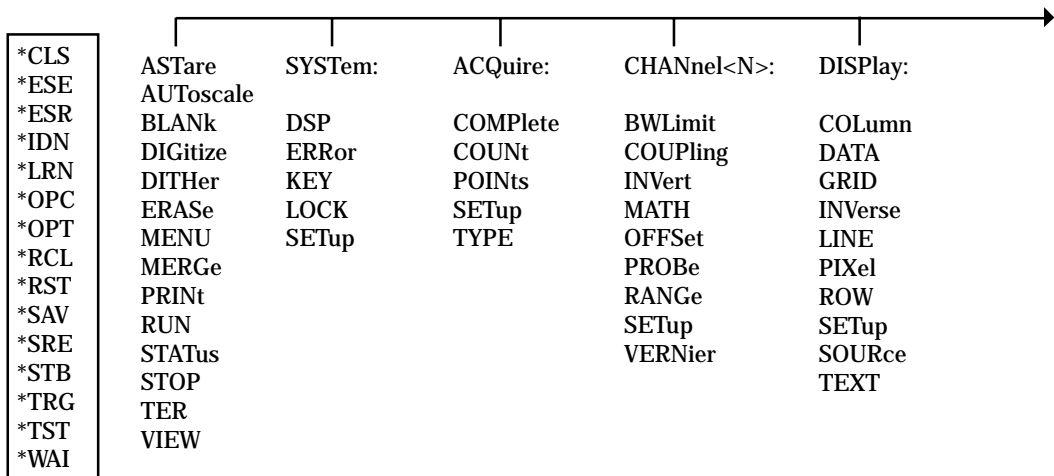 *CLS
*ESE
*ESR
*IDN
*LRN
*OPC
*OPT
*RCL
*RST
*SAV
*SRE
*STB
*TRG
*TST
*WAI
ASTare
AUToscale
BLANk
DIGitize
DITHer
ERASe
MENU
MERGe
PRINt
RUN
STATus
STOP
TER
VIEW
SYSTem:
DSP
ERRor
KEY
LOCK
SETup
ACQuire:
COMPlete
COUNt
POINts
SETup
TYPE
CHANnel<N>:
BWLimit
COUPling
INVert
MATH
OFFSet
PROBe
RANGe
SETup
VERNier
DISPlay:
COLumn
DATA
GRID
INVerse
LINE
PIXel
ROW
SETup
SOURce
TEXT